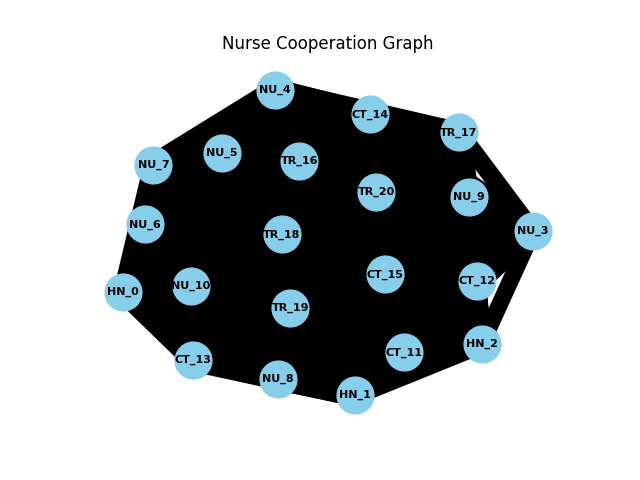 Nurse Cooperation Graph
NU_4
CT_14
TR_17
NU_5
TR_16
NU_7
TR_20
NU_9
NU_6
NU_3
TR_18
CT_15
CT_12
NU_10
HN_0
TR_19
HN_2
CT_11
CT_13
NU_8
HN_1